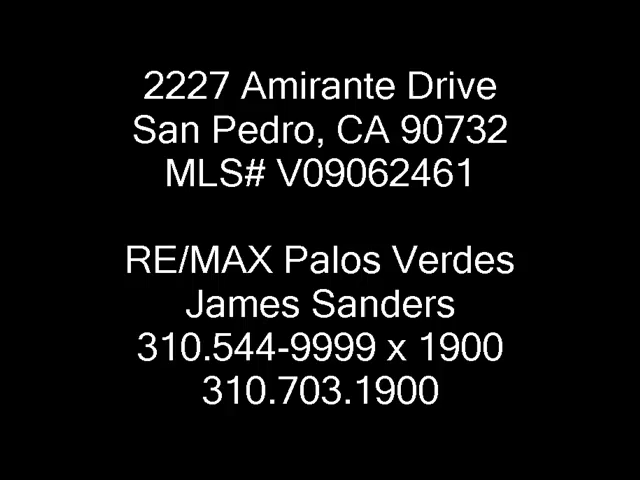 2227 Amirante Drive
San Pedro, CA 90732
MLS# V09062461
RE/MAX Palos Verdes
James Sanders
310.544-9999 x 1900
310.703.1900